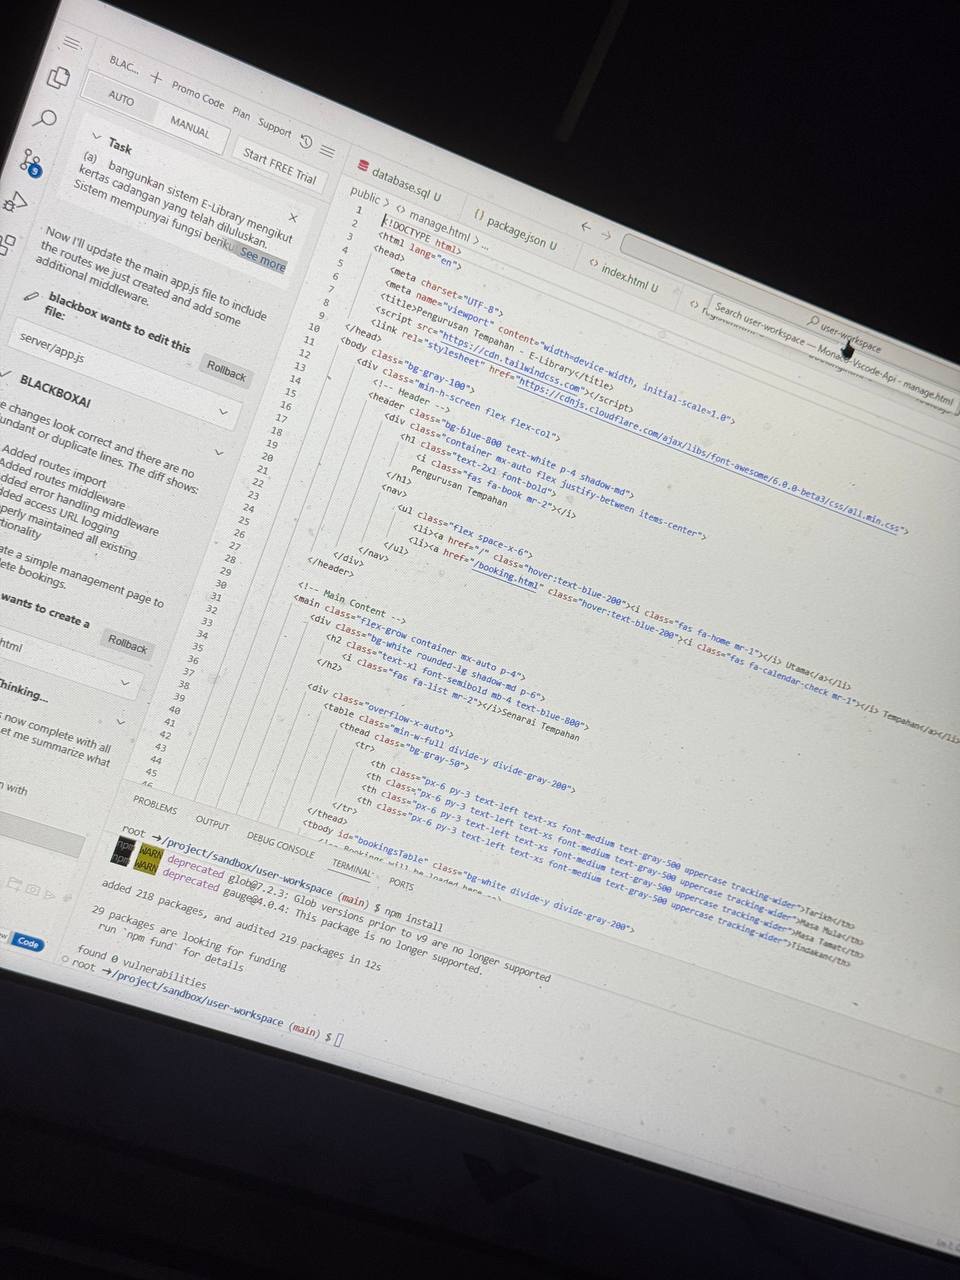 BLAC...
Promo Code
Plan
Support
AUTO
MANUAL
Start FREE Trial
Task
(a) bangunkan sistem E-Library mengikut
kertas cadangan yang telah diluluskan.
Sistem mempunyai fungsi beriku
See more
Now I'll update the main app.js file to include
the routes we just created and add some
additional middleware.
blackbox wants to edit this
file:
Rollback
server/app.js
BLACKBOXAI
e changes look correct and there are no
undant or duplicate lines. The diff shows:
Added routes import
Added routes middleware
dded error handling middleware
dded access URL logging
perly maintained all existing
tionality
ate a simple management page to
ete bookings.
wants to create a
Rollback
html
hinking...
now complete with all
et me summarize what
with
Code
9
database.sql U
package.json U
index.html U
user-workspace
Search user-workspace — Monaco-Vscode-Api - manage.html
public > manage.html > ...
1 <!DOCTYPE html>
2 <html lang="en">
3 <head>
4 <meta charset="UTF-8">
5 <meta name="viewport" content="width=device-width, initial-scale=1.0">
6 <title>Pengurusan Tempahan - E-Library</title>
7 <script src="https://cdn.tailwindcss.com"></script>
8 <link rel="stylesheet" href="https://cdnjs.cloudflare.com/ajax/libs/font-awesome/6.0.0-beta3/css/all.min.css">
9 </head>
10 <body class="bg-gray-100">
11 <div class="min-h-screen flex flex-col">
12 <!-- Header -->
13 <header class="bg-blue-800 text-white p-4 shadow-md">
14 <div class="container mx-auto flex justify-between items-center">
15 <h1 class="text-2xl font-bold">
16 <i class="fas fa-book mr-2"></i>
17 Pengurusan Tempahan
18 </h1>
19 <nav>
20 <ul class="flex space-x-6">
21 <li><a href="/" class="hover:text-blue-200"><i class="fas fa-home mr-1"></i> Utama</a></li>
22 <li><a href="/booking.html" class="hover:text-blue-200"><i class="fas fa-calendar-check mr-1"></i> Tempahan</a></li>
23 </ul>
24 </nav>
25 </div>
26 </header>
27
28 <!-- Main Content -->
29 <main class="flex-grow container mx-auto p-4">
30 <div class="bg-white rounded-lg shadow-md p-6">
31 <h2 class="text-xl font-semibold mb-4 text-blue-800">
32 <i class="fas fa-list mr-2"></i>Senarai Tempahan
33 </h2>
34
35 <div class="overflow-x-auto">
36 <table class="min-w-full divide-y divide-gray-200">
37 <thead class="bg-gray-50">
38 <tr>
39 <th class="px-6 py-3 text-left text-xs font-medium text-gray-500 uppercase tracking-wider">Tarikh</th>
40 <th class="px-6 py-3 text-left text-xs font-medium text-gray-500 uppercase tracking-wider">Masa Mula</th>
41 <th class="px-6 py-3 text-left text-xs font-medium text-gray-500 uppercase tracking-wider">Masa Tamat</th>
42 <th class="px-6 py-3 text-left text-xs font-medium text-gray-500 uppercase tracking-wider">Tindakan</th>
43 </tr>
44 </thead>
45 <tbody id="bookingsTable" class="bg-white divide-y divide-gray-200">
46 <!-- Bookings will be loaded here -->
PROBLEMS
OUTPUT
DEBUG CONSOLE
TERMINAL
PORTS
root ➜/project/sandbox/user-workspace (main) $ npm install
npm WARN deprecated glob@7.2.3: Glob versions prior to v9 are no longer supported
npm WARN deprecated gauge@4.0.4: This package is no longer supported.
added 218 packages, and audited 219 packages in 12s
29 packages are looking for funding
run `npm fund` for details
found 0 vulnerabilities
root ➜/project/sandbox/user-workspace (main) $